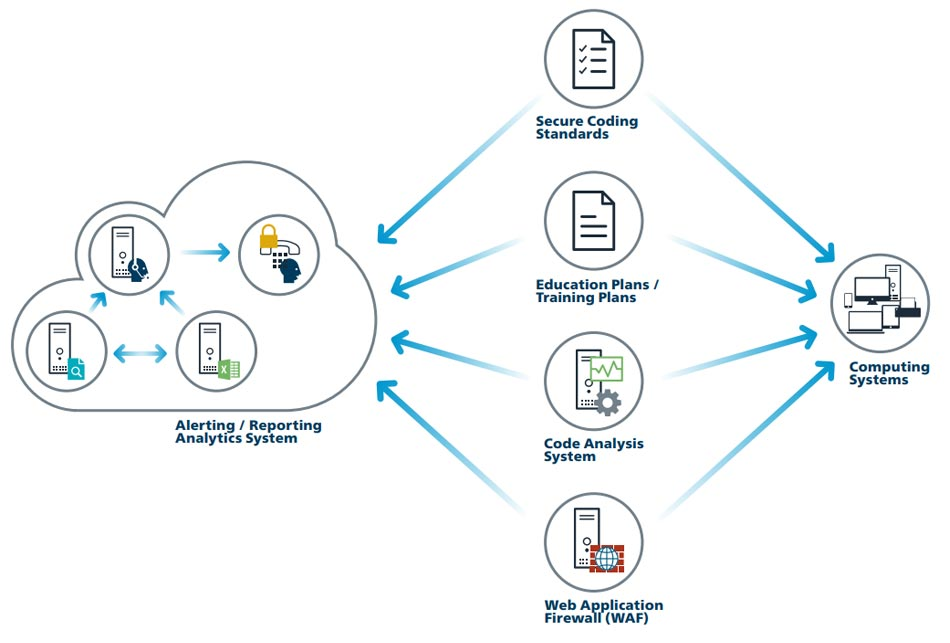 Secure Coding
Standards
Education Plans /
Training Plans
Computing
Systems
Alerting / Reporting
Analytics System
Code Analysis
System
Web Application
Firewall (WAF)